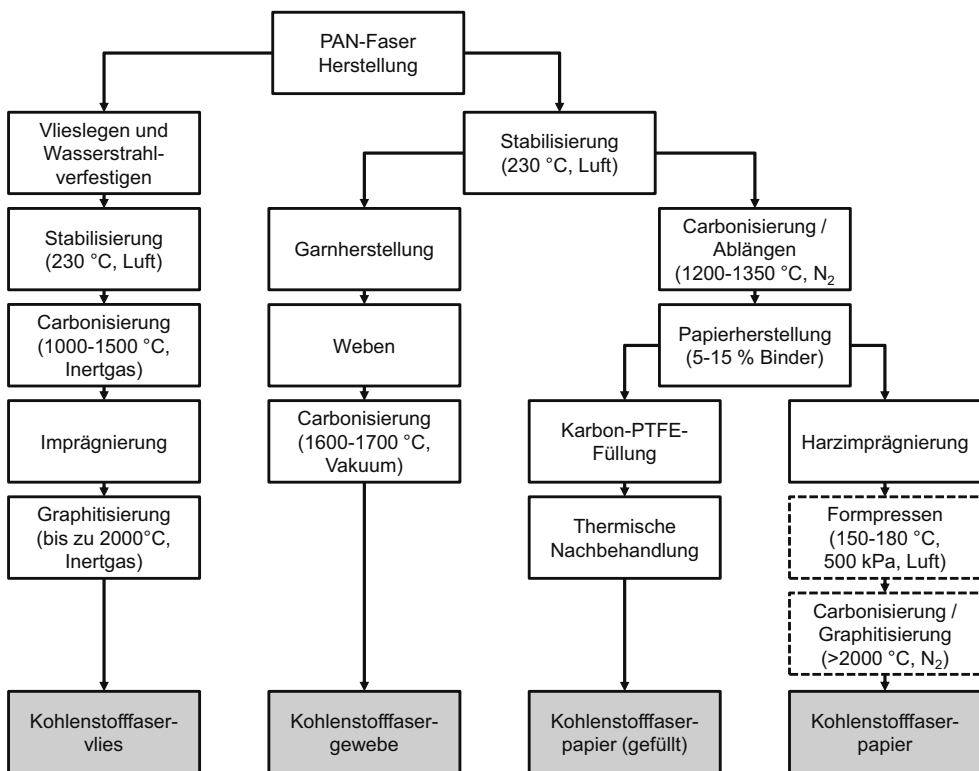 PAN-Faser
Herstellung
Vlieslegen und
Wasserstrahl-
verfestigen
Stabilisierung
(230 °C, Luft)
Carbonisierung
(1000-1500 °C,
Inertgas)
Imprägnierung
Graphitisierung
(bis zu 2000°C,
Inertgas)
Kohlenstofffaser-
vlies
Stabilisierung
(230 °C, Luft)
Garnherstellung
Weben
Carbonisierung
(1600-1700 °C,
Vakuum)
Kohlenstofffaser-
gewebe
Carbonisierung /
Ablängen
(1200-1350 °C, N₂
Papierherstellung
(5-15 % Binder)
Karbon-PTFE-
Füllung
Thermische
Nachbehandlung
Kohlenstofffaser-
papier (gefüllt)
Harzimprägnierung
Formpressen
(150-180 °C,
500 kPa, Luft)
Carbonisierung /
Graphitisierung
(>2000 °C, N₂)
Kohlenstofffaser-
papier